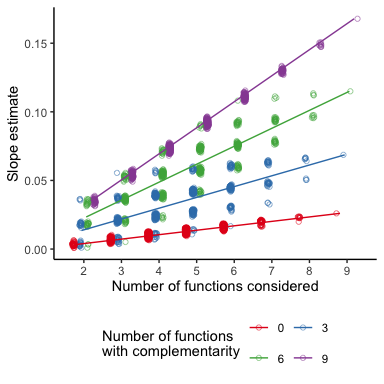 0.15
0.10
0.05
0.00
Slope estimate
2 3 4 5 6 7 8 9
Number of functions considered
Number of functions
with complementarity
0 3
6 9